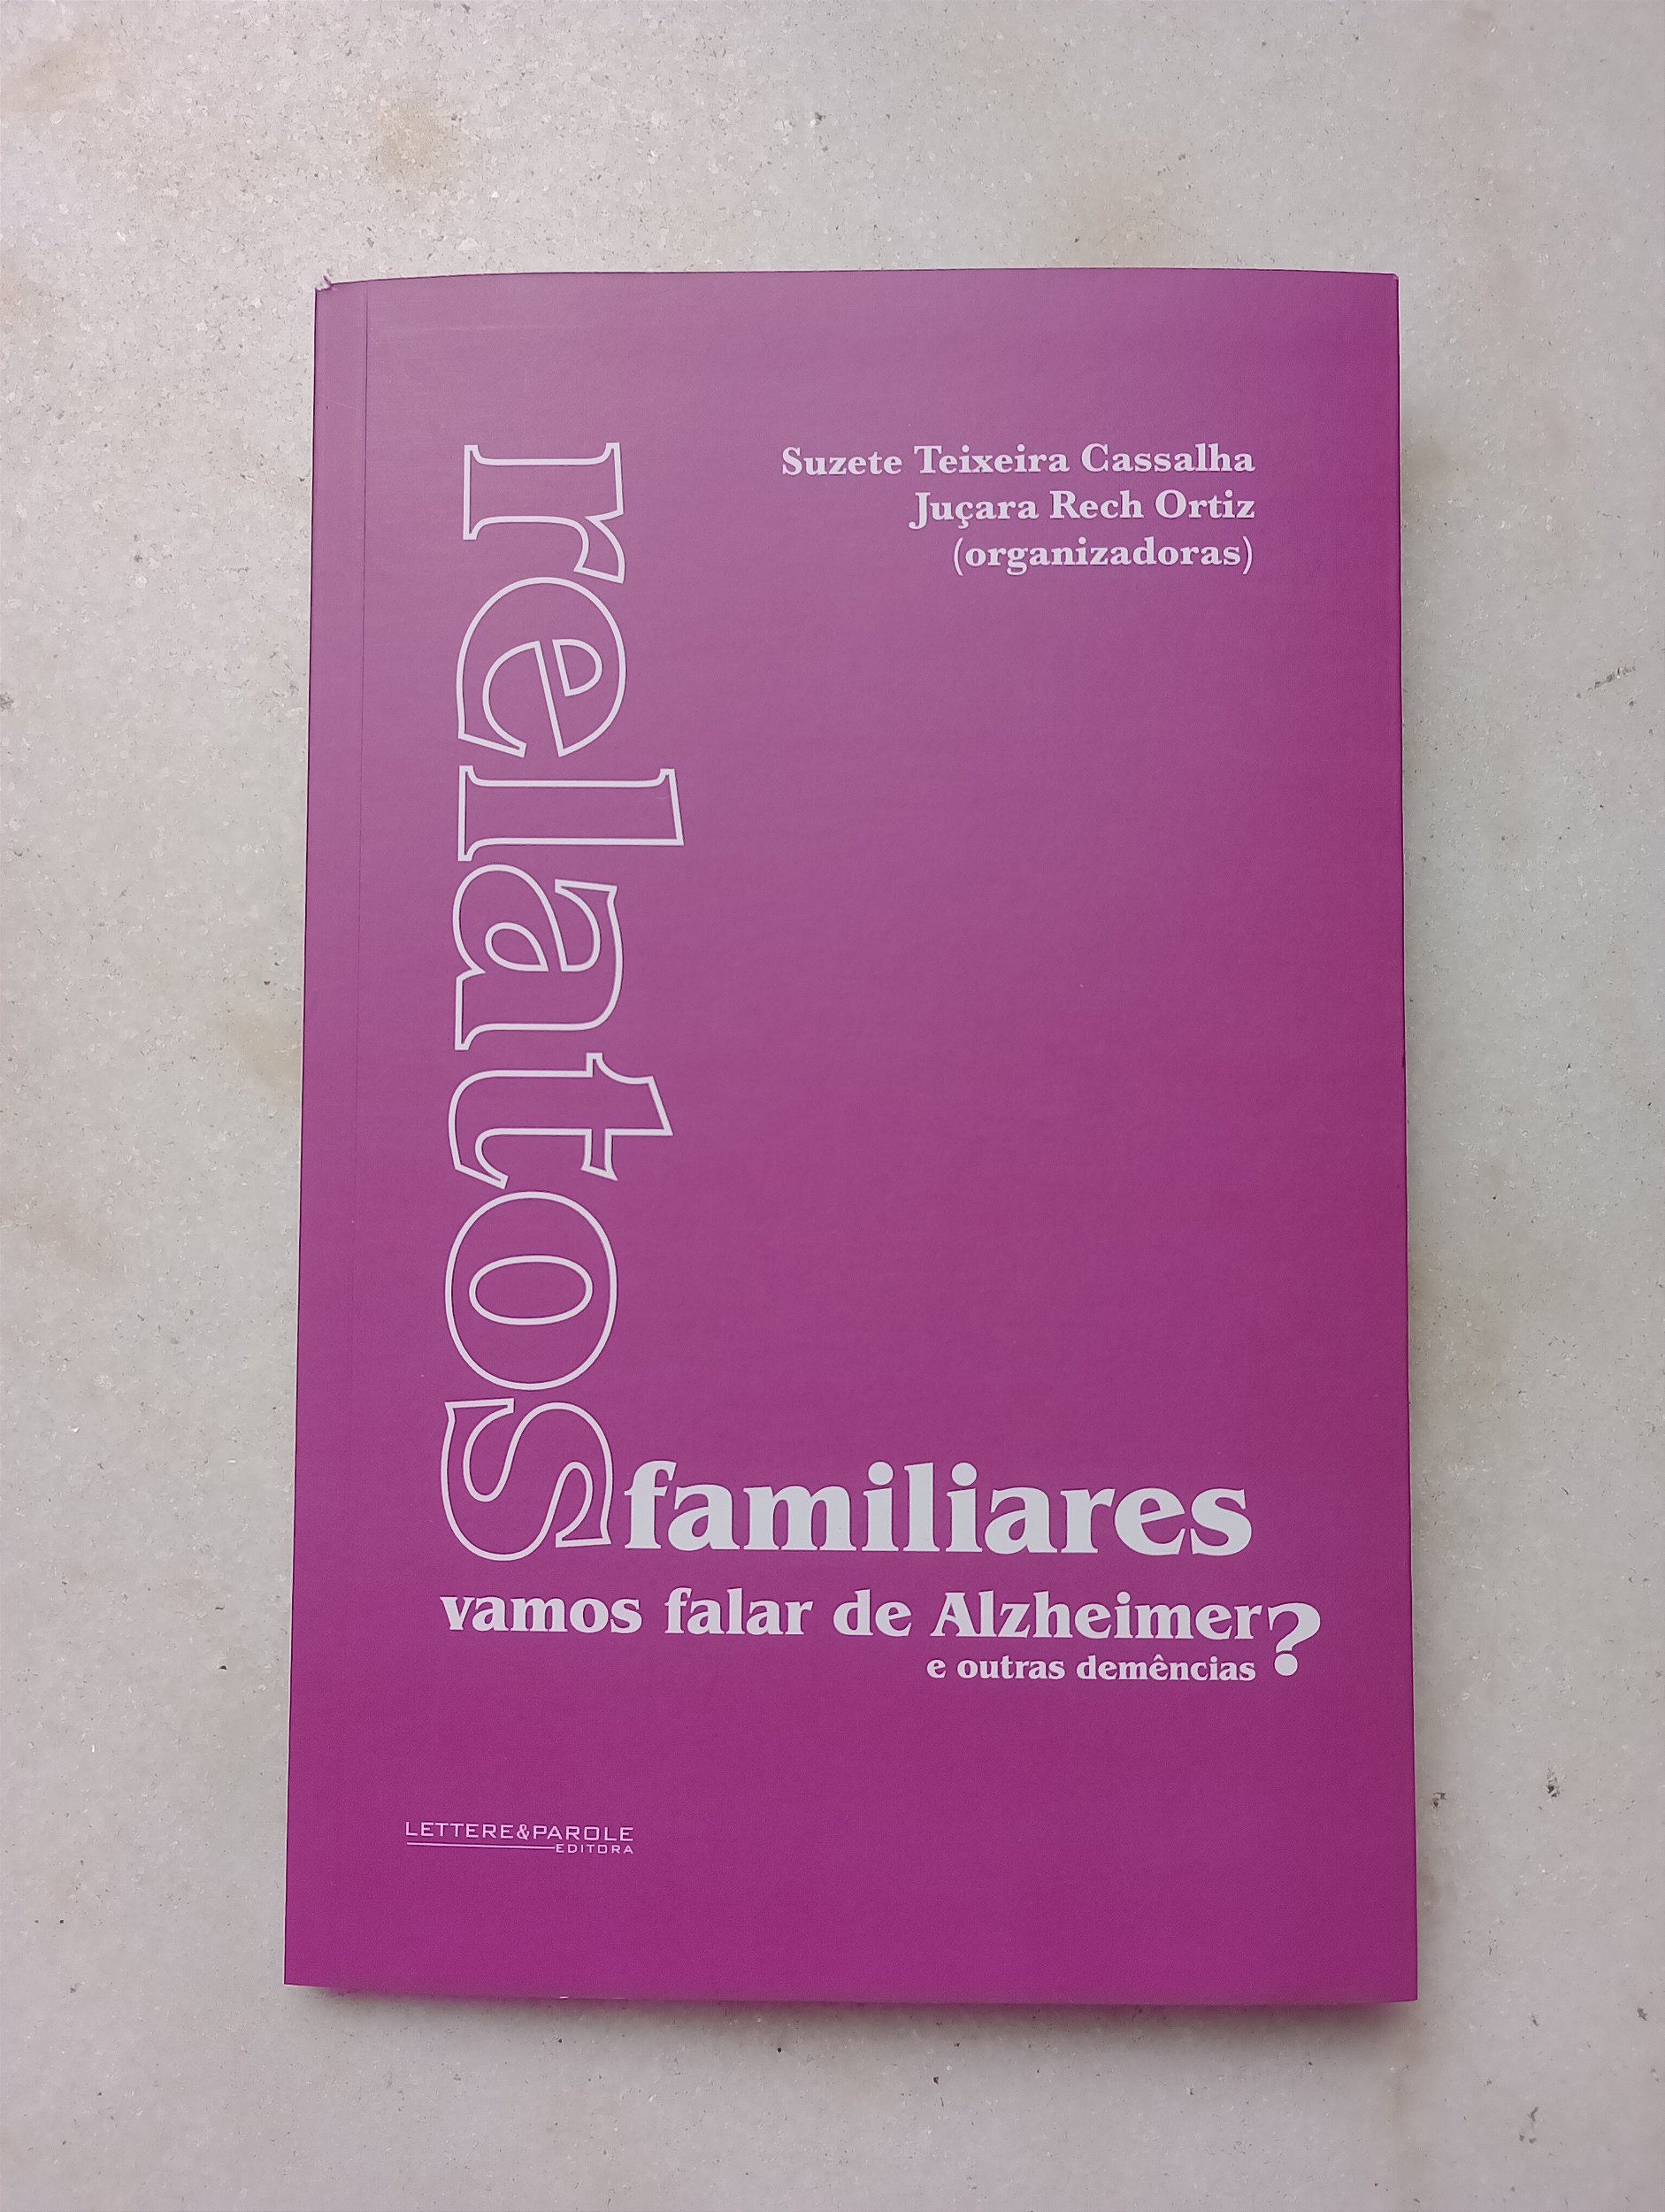 Suzete Teixeira Cassalha
Juçara Rech Ortiz
(organizadoras)
relatos
familiares
vamos falar de Alzheimer?
e outras demências
LETTERE&PAROLE
EDITORA